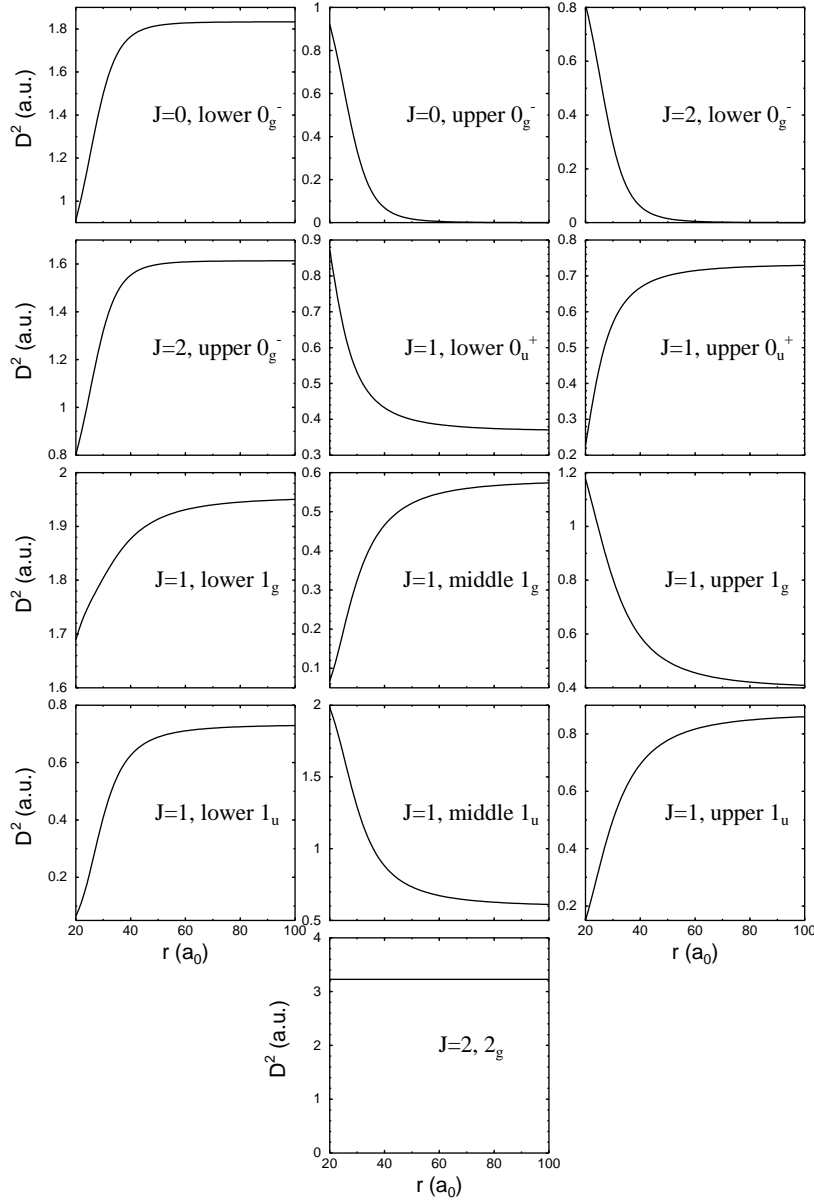 D² (a.u.)
1.8
1.6
1.4
1.2
1
J=0, lower 0g⁻
1
0.8
0.6
0.4
0.2
0
J=0, upper 0g⁻
0.8
0.6
0.4
0.2
0
J=2, lower 0g⁻
D² (a.u.)
1.6
1.4
1.2
1
0.8
J=2, upper 0g⁻
0.9
0.8
0.7
0.6
0.5
0.4
0.3
J=1, lower 0u⁺
0.8
0.7
0.6
0.5
0.4
0.3
0.2
J=1, upper 0u⁺
D² (a.u.)
2
1.9
1.8
1.7
1.6
J=1, lower 1g
0.6
0.5
0.4
0.3
0.2
0.1
J=1, middle 1g
1.2
1
0.8
0.6
0.4
J=1, upper 1g
D² (a.u.)
0.8
0.6
0.4
0.2
J=1, lower 1u
20 40 60 80 100
r (a₀)
2
1.5
1
0.5
J=1, middle 1u
0.8
0.6
0.4
0.2
J=1, upper 1u
20 40 60 80 100
r (a₀)
D² (a.u.)
4
3
2
1
0
J=2, 2g
20 40 60 80 100
r (a₀)